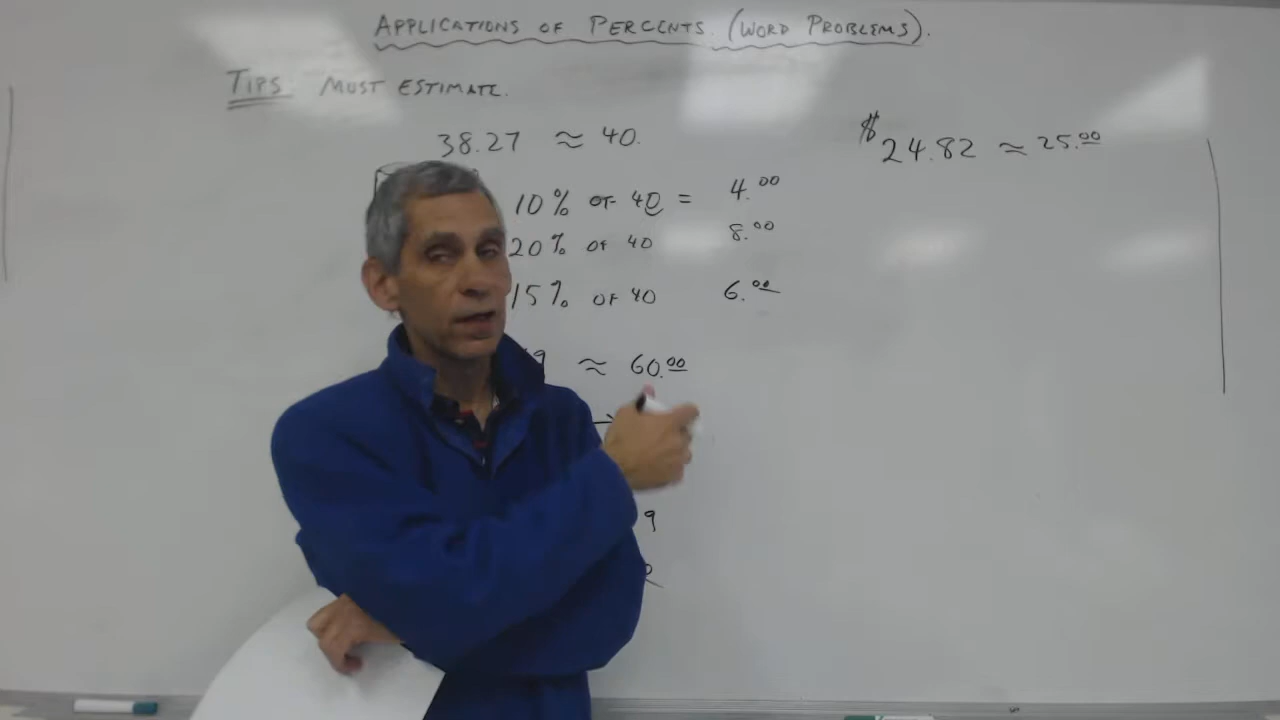 APPLICATIONS OF PERCENTS. (WORD PROBLEMS).
TIPS: MUST ESTIMATE.
38.27 ≈ 40.
10% OF 40 = 4.00
20% OF 40 8.00
15% OF 40 6.00
9 ≈ 60.00
9
$24.82 ≈ 25.00